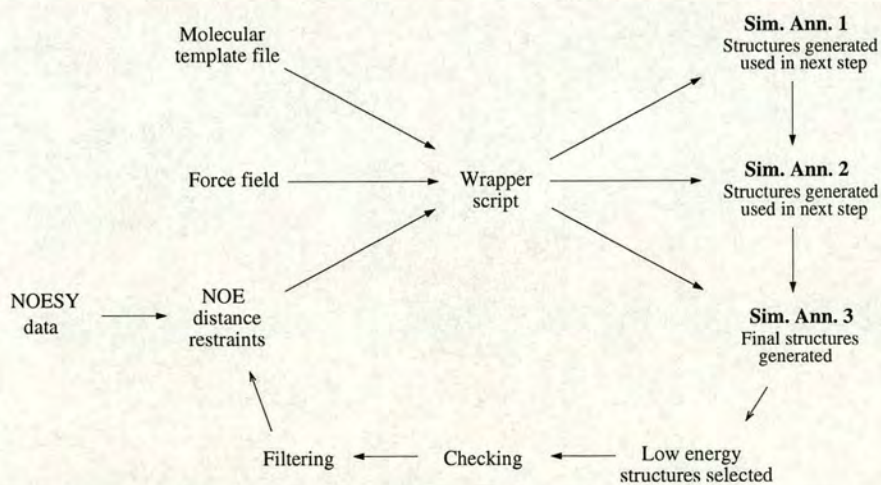 Molecular
template file
Force field
NOESY
data
NOE
distance
restraints
Wrapper
script
Sim. Ann. 1
Structures generated
used in next step
Sim. Ann. 2
Structures generated
used in next step
Sim. Ann. 3
Final structures
generated
Low energy
structures selected
Checking
Filtering